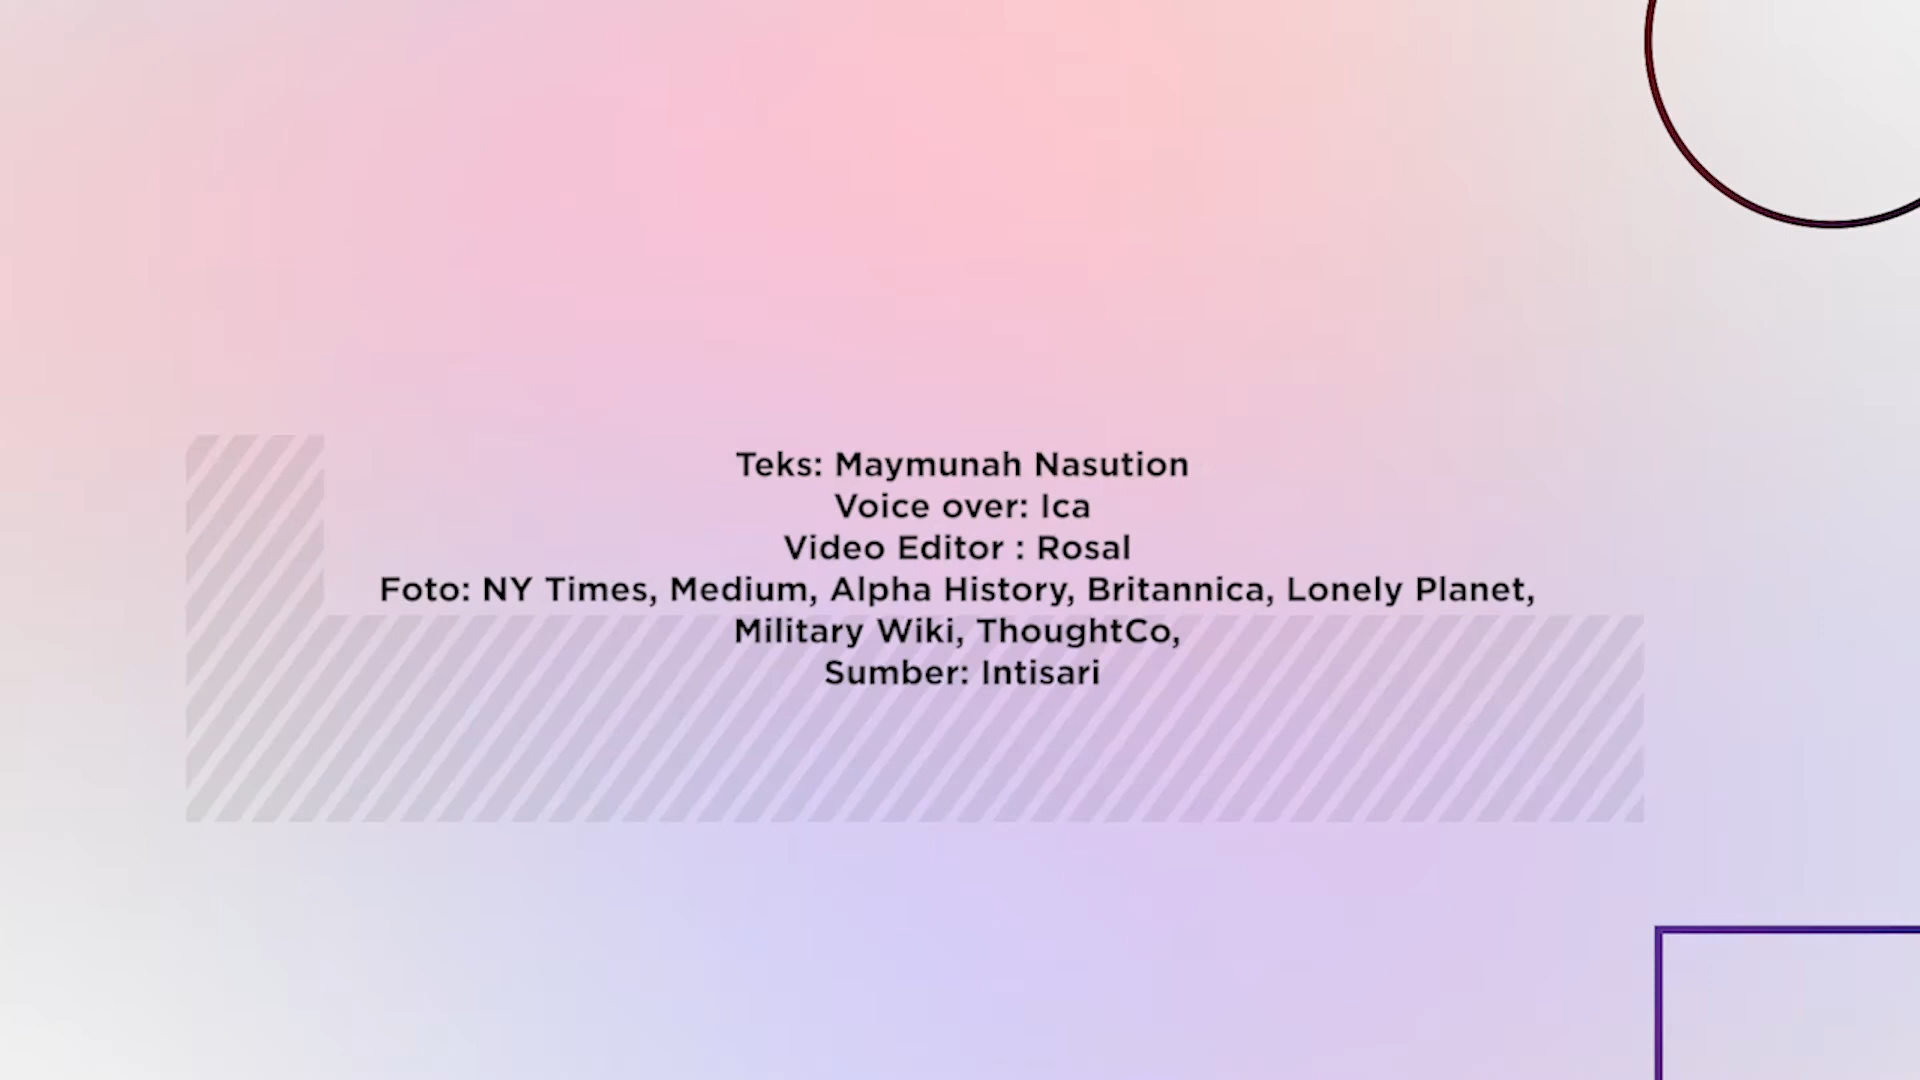 Teks: Maymunah Nasution
Voice over: Ica
Video Editor : Rosal
Foto: NY Times, Medium, Alpha History, Britannica, Lonely Planet,
Military Wiki, ThoughtCo,
Sumber: Intisari